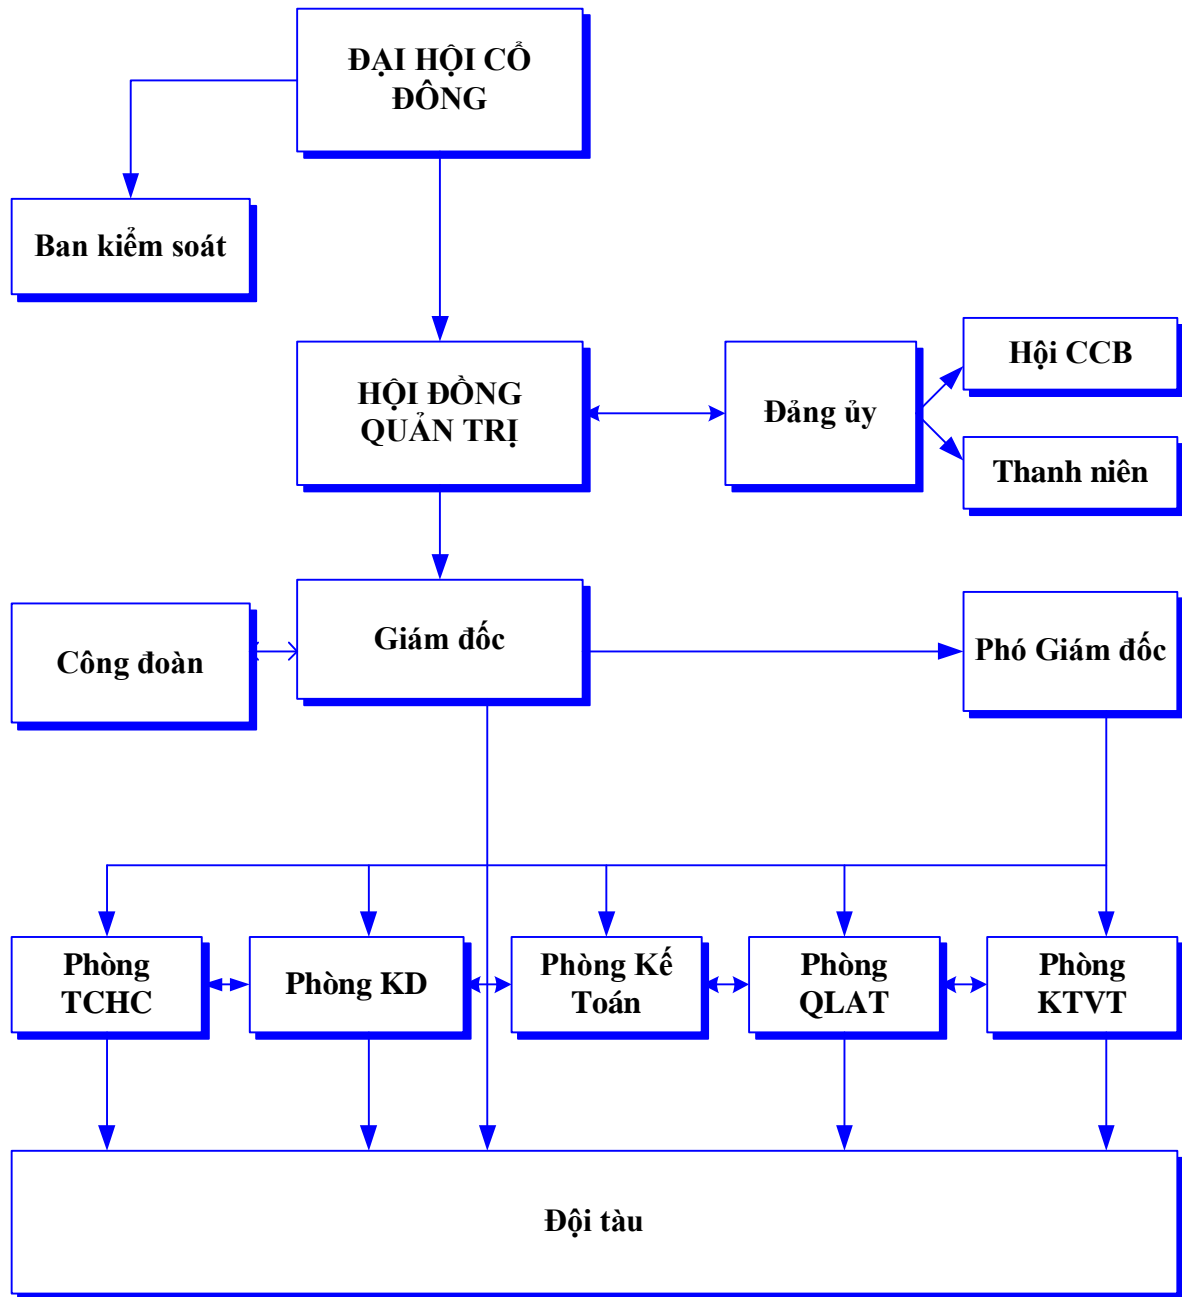 ĐẠI HỘI CỔ
ĐÔNG
Ban kiểm soát
HỘI ĐỒNG
QUẢN TRỊ
Đảng ủy
Hội CCB
Thanh niên
Công đoàn
Giám đốc
Phó Giám đốc
Phòng
TCHC
Phòng KD
Phòng Kế
Toán
Phòng
QLAT
Phòng
KTVT
Đội tàu